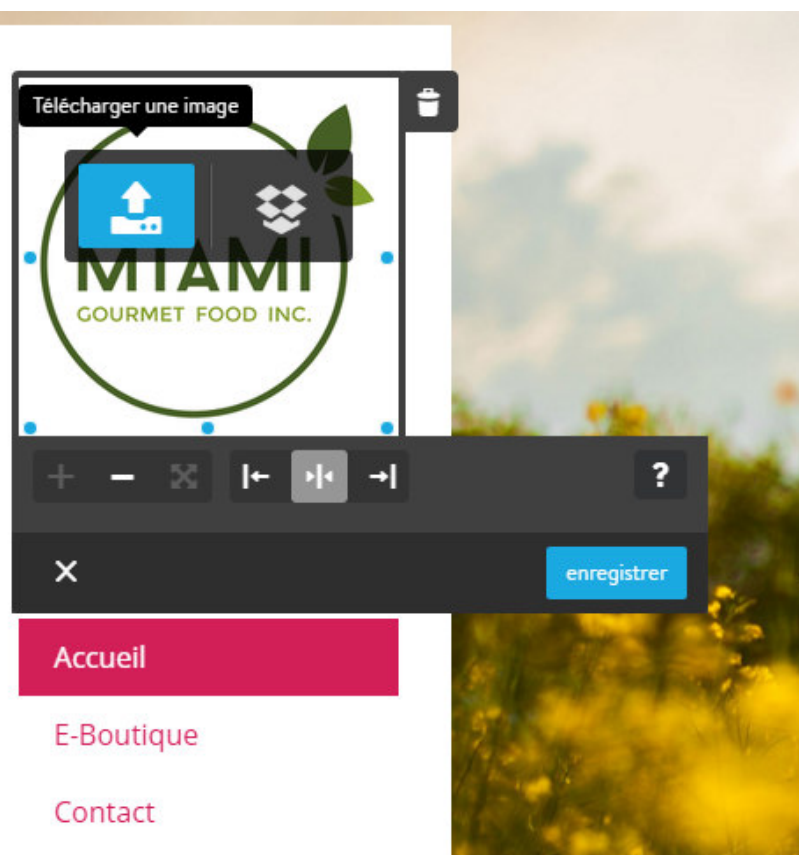 Télécharger une image
MIAMI
GOURMET FOOD INC.
?
enregistrer
Accueil
E-Boutique
Contact